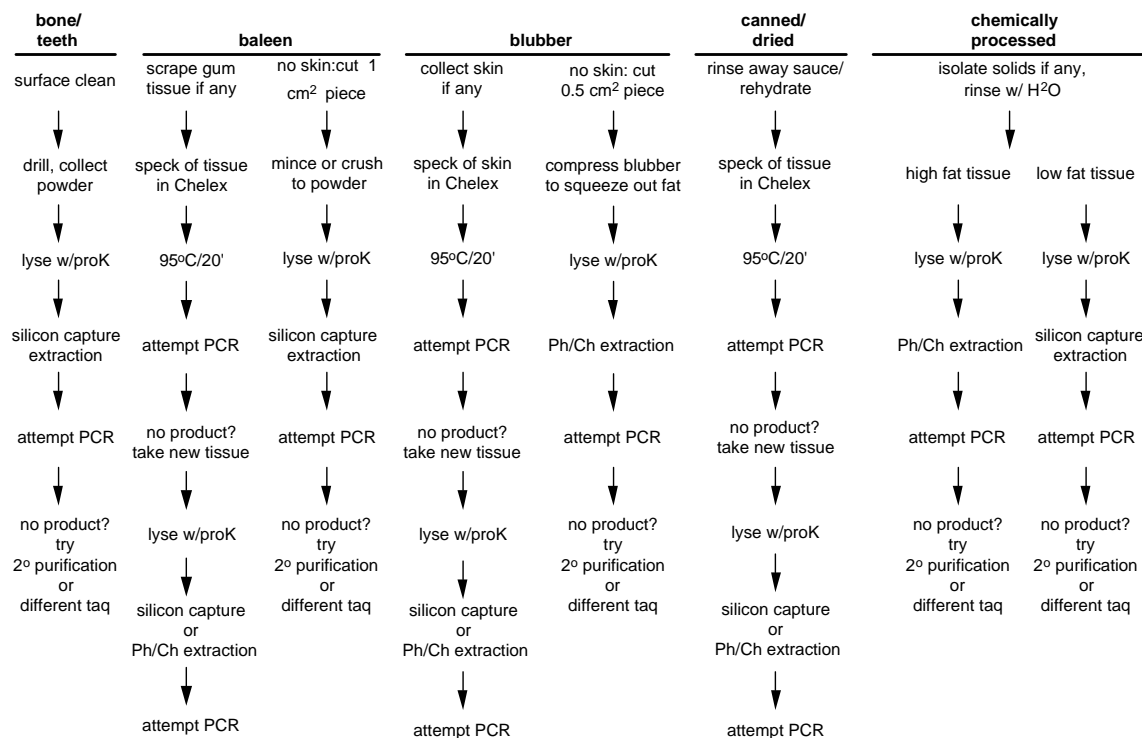 bone/
teeth
baleen
blubber
canned/
dried
chemically
processed
surface clean
drill, collect
powder
lyse w/proK
silicon capture
extraction
attempt PCR
no product?
try
2º purification
or
different taq
scrape gum
tissue if any
speck of tissue
in Chelex
95ºC/20'
attempt PCR
no product?
take new tissue
lyse w/proK
silicon capture
or
Ph/Ch extraction
attempt PCR
no skin:cut 1
cm² piece
mince or crush
to powder
lyse w/proK
silicon capture
extraction
attempt PCR
no product?
try
2º purification
or
different taq
collect skin
if any
speck of skin
in Chelex
95ºC/20'
attempt PCR
no product?
take new tissue
lyse w/proK
silicon capture
or
Ph/Ch extraction
attempt PCR
no skin: cut
0.5 cm² piece
compress blubber
to squeeze out fat
lyse w/proK
Ph/Ch extraction
attempt PCR
no product?
try
2º purification
or
different taq
rinse away sauce/
rehydrate
speck of tissue
in Chelex
95ºC/20'
attempt PCR
no product?
take new tissue
lyse w/proK
silicon capture
or
Ph/Ch extraction
attempt PCR
isolate solids if any,
rinse w/ H²O
high fat tissue
lyse w/proK
Ph/Ch extraction
attempt PCR
no product?
try
2º purification
or
different taq
low fat tissue
lyse w/proK
silicon capture
extraction
attempt PCR
no product?
try
2º purification
or
different taq